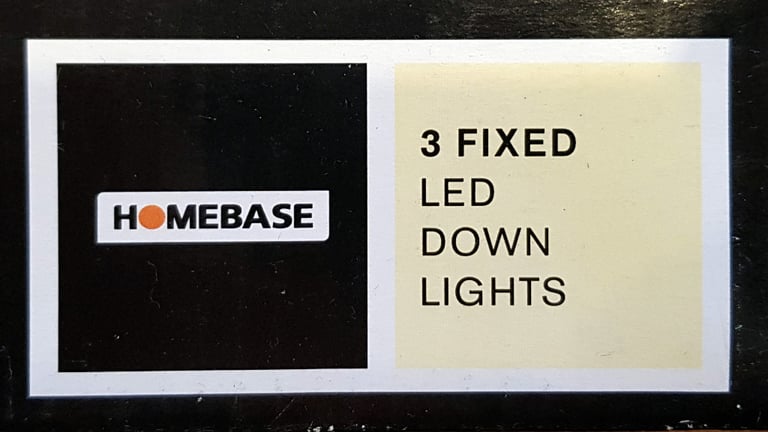 HOMEBASE
3 FIXED
LED
DOWN
LIGHTS